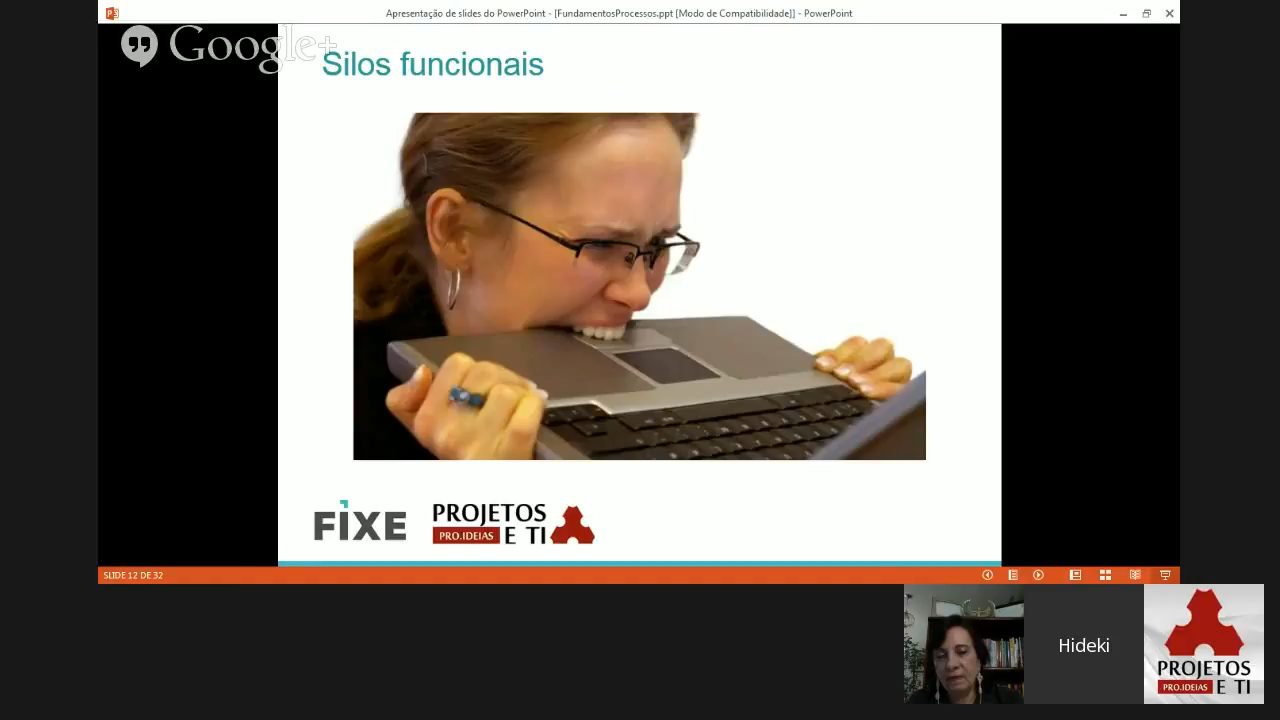 Apresentação de slides do PowerPoint - [FundamentosProcessos.ppt [Modo de Compatibilidade]] - PowerPoint
Google+
Silos funcionais
FIXE
PROJETOS
PRO.IDEIAS E TI
SLIDE 12 DE 32
Hideki
PROJETOS
PRO.IDEIAS E TI